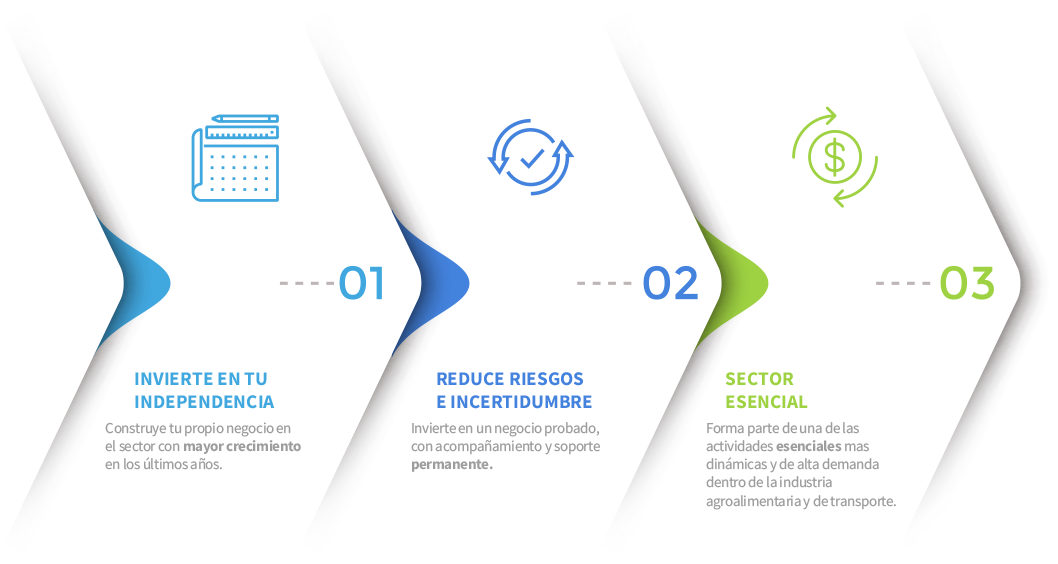 01
INVIERTE EN TU
INDEPENDENCIA
Construye tu propio negocio en
el sector con mayor crecimiento
en los últimos años.
02
REDUCE RIESGOS
E INCERTIDUMBRE
Invierte en un negocio probado,
con acompañamiento y soporte
permanente.
03
SECTOR
ESENCIAL
Forma parte de una de las
actividades esenciales mas
dinámicas y de alta demanda
dentro de la industria
agroalimentaria y de transporte.